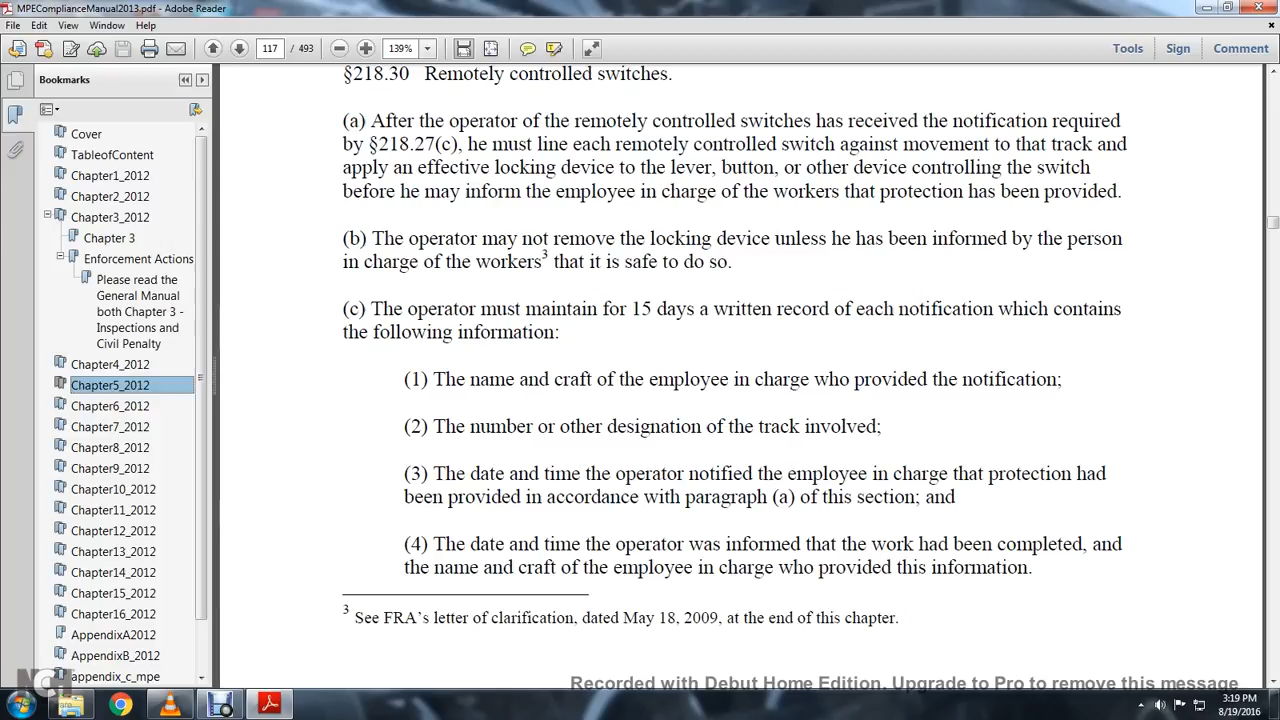 MPEComplianceManual2013.pdf - Adobe Reader
File Edit View Window Help
117 / 493 139% Tools Sign Comment
Bookmarks
Cover
TableofContent
Chapter1_2012
Chapter2_2012
Chapter3_2012
Chapter 3
Enforcement Actions
Please read the
General Manual
both Chapter 3 -
Inspections and
Civil Penalty
Chapter4_2012
Chapter5_2012
Chapter6_2012
Chapter7_2012
Chapter8_2012
Chapter9_2012
Chapter10_2012
Chapter11_2012
Chapter12_2012
Chapter13_2012
Chapter14_2012
Chapter15_2012
Chapter16_2012
AppendixA2012
AppendixB_2012
appendix_c_mpe
§218.30 Remotely controlled switches.
(a) After the operator of the remotely controlled switches has received the notification required
by §218.27(c), he must line each remotely controlled switch against movement to that track and
apply an effective locking device to the lever, button, or other device controlling the switch
before he may inform the employee in charge of the workers that protection has been provided.
(b) The operator may not remove the locking device unless he has been informed by the person
in charge of the workers3 that it is safe to do so.
(c) The operator must maintain for 15 days a written record of each notification which contains
the following information:
(1) The name and craft of the employee in charge who provided the notification;
(2) The number or other designation of the track involved;
(3) The date and time the operator notified the employee in charge that protection had
been provided in accordance with paragraph (a) of this section; and
(4) The date and time the operator was informed that the work had been completed, and
the name and craft of the employee in charge who provided this information.
3 See FRA's letter of clarification, dated May 18, 2009, at the end of this chapter.
Recorded with Debut Home Edition. Upgrade to Pro to remove this message
3:19 PM
8/19/2016